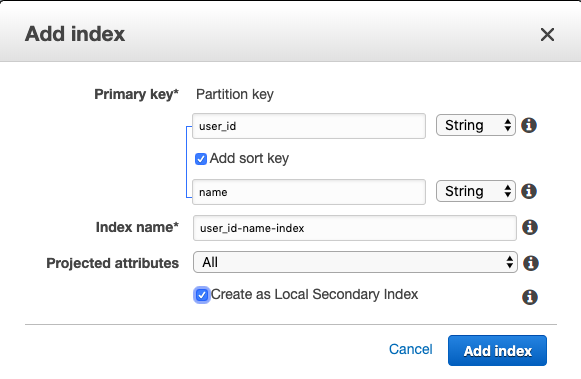 Add index
Primary key* Partition key
user_id String
Add sort key
name String
Index name* user_id-name-index
Projected attributes All
Create as Local Secondary Index
Cancel Add index